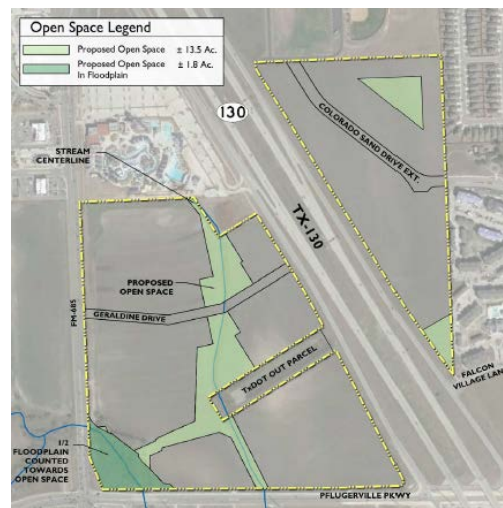 Open Space Legend
Proposed Open Space ± 13.5 Ac.
Proposed Open Space ± 1.8 Ac.
In Floodplain
130
STREAM
CENTERLINE
COLORADO SAND DRIVE EXT.
TX-130
PROPOSED
OPEN SPACE
FM-685
GERALDINE DRIVE
TxDOT OUT PARCEL
FALCON
VILLAGE LANE
1/2
FLOODPLAIN
COUNTED
TOWARDS
OPEN SPACE
PFLUGERVILLE PKWY